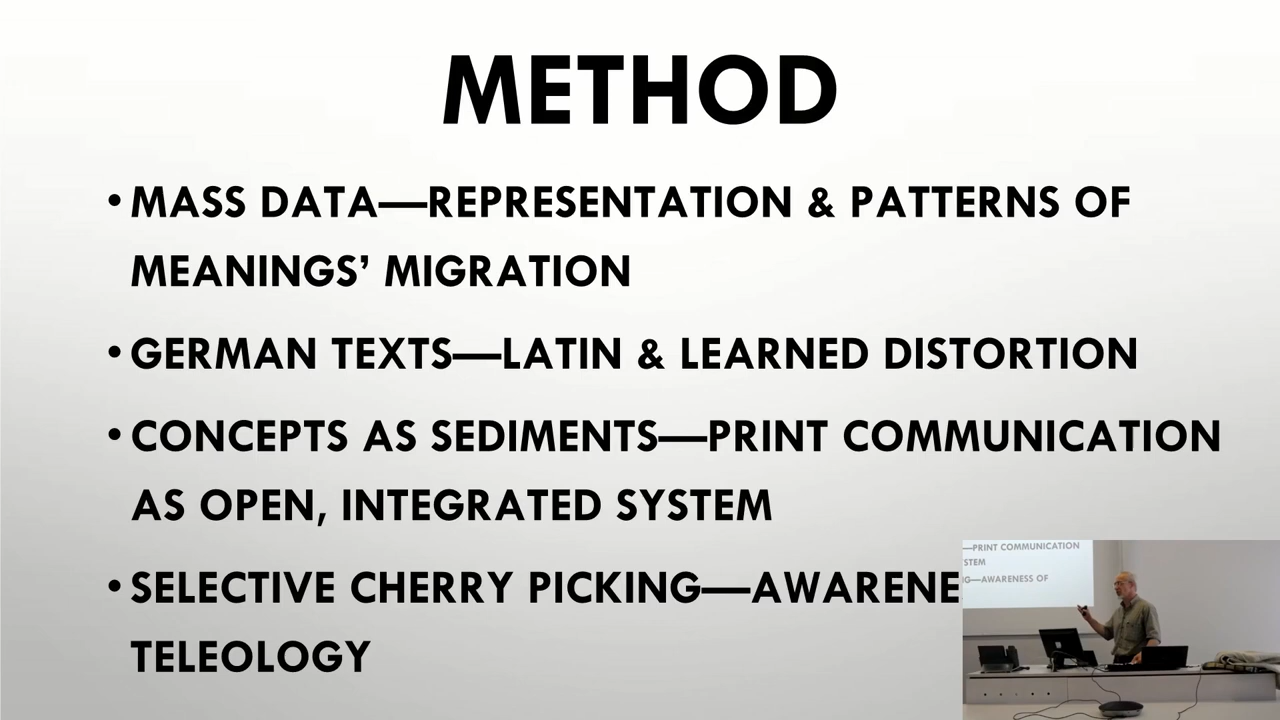 METHOD
• MASS DATA—REPRESENTATION & PATTERNS OF
MEANINGS’ MIGRATION
• GERMAN TEXTS—LATIN & LEARNED DISTORTION
• CONCEPTS AS SEDIMENTS—PRINT COMMUNICATION
AS OPEN, INTEGRATED SYSTEM
• SELECTIVE CHERRY PICKING—AWARENE
TELEOLOGY
—PRINT COMMUNICATION
STEM
G—AWARENESS OF